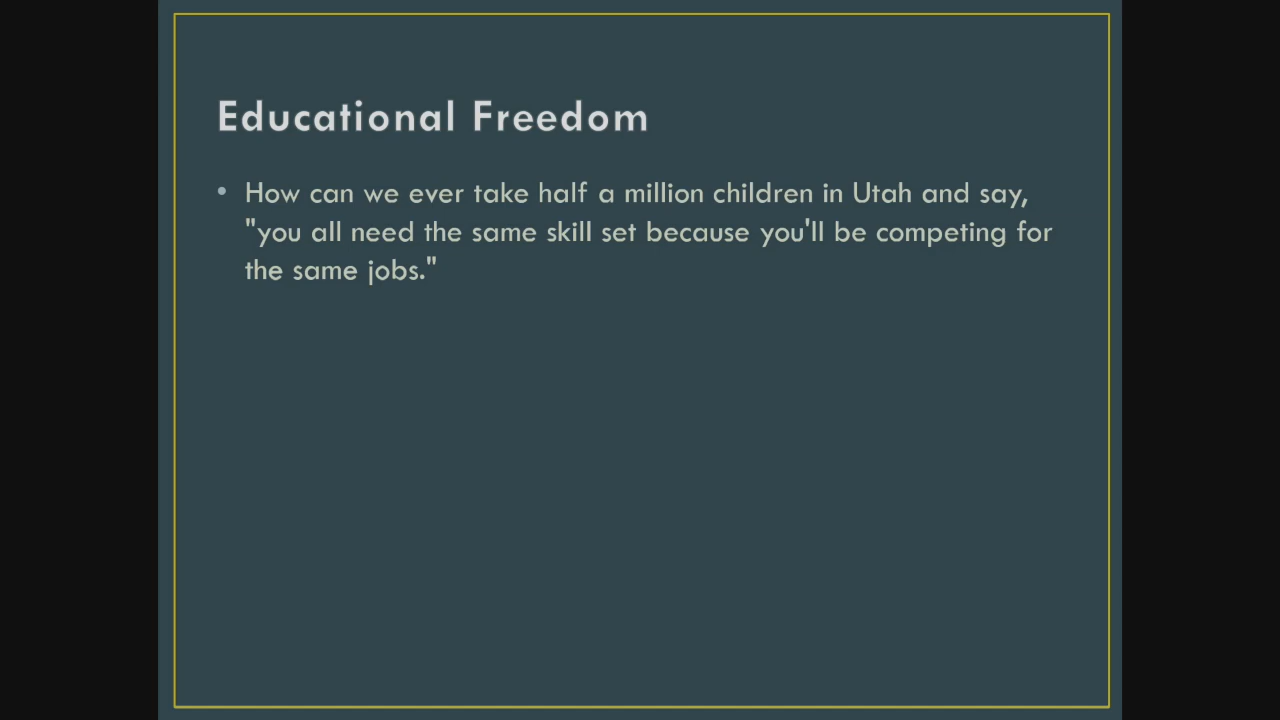 Educational Freedom
• How can we ever take half a million children in Utah and say,
"you all need the same skill set because you'll be competing for
the same jobs."